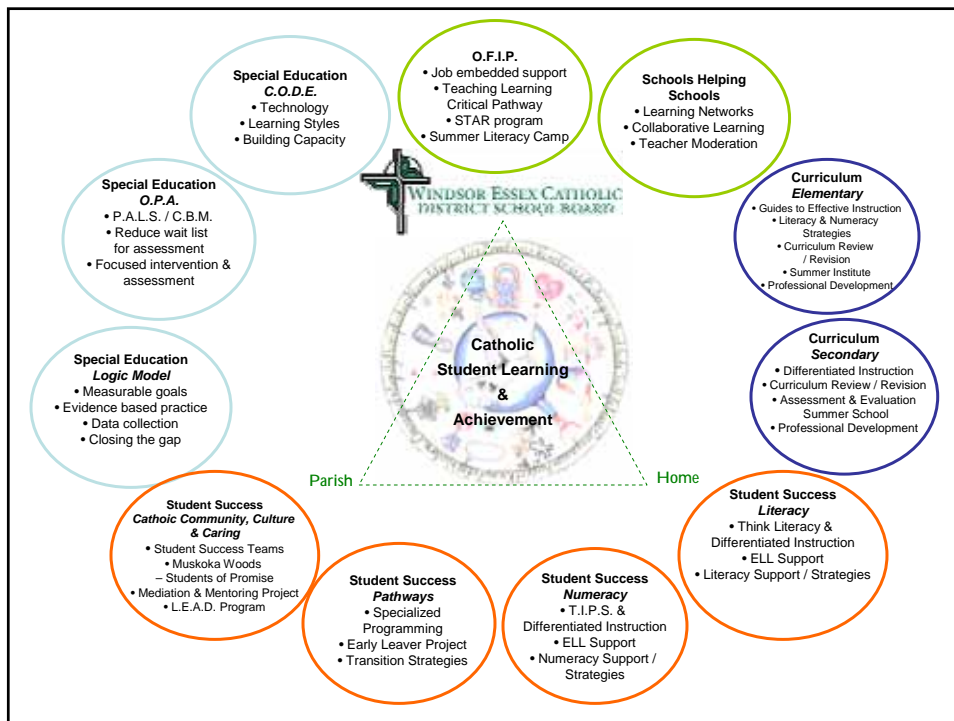 O.F.I.P.
• Job embedded support
• Teaching Learning
Critical Pathway
• STAR program
• Summer Literacy Camp
Schools Helping
Schools
• Learning Networks
• Collaborative Learning
• Teacher Moderation
Curriculum
Elementary
• Guides to Effective Instruction
• Literacy & Numeracy
Strategies
• Curriculum Review
/ Revision
• Summer Institute
• Professional Development
Curriculum
Secondary
• Differentiated Instruction
• Curriculum Review / Revision
• Assessment & Evaluation
Summer School
• Professional Development
Student Success
Literacy
• Think Literacy &
Differentiated Instruction
• ELL Support
• Literacy Support / Strategies
Student Success
Numeracy
• T.I.P.S. &
Differentiated Instruction
• ELL Support
• Numeracy Support /
Strategies
Student Success
Pathways
• Specialized
Programming
• Early Leaver Project
• Transition Strategies
Student Success
Cathoic Community, Culture
& Caring
• Student Success Teams
• Muskoka Woods
– Students of Promise
• Mediation & Mentoring Project
• L.E.A.D. Program
Special Education
Logic Model
• Measurable goals
• Evidence based practice
• Data collection
• Closing the gap
Special Education
O.P.A.
• P.A.L.S. / C.B.M.
• Reduce wait list
for assessment
• Focused intervention &
assessment
Special Education
C.O.D.E.
• Technology
• Learning Styles
• Building Capacity
WINDSOR ESSEX CATHOLIC
DISTRICT SCHOOL BOARD
Catholic
Student Learning
&
Achievement
Parish
Home